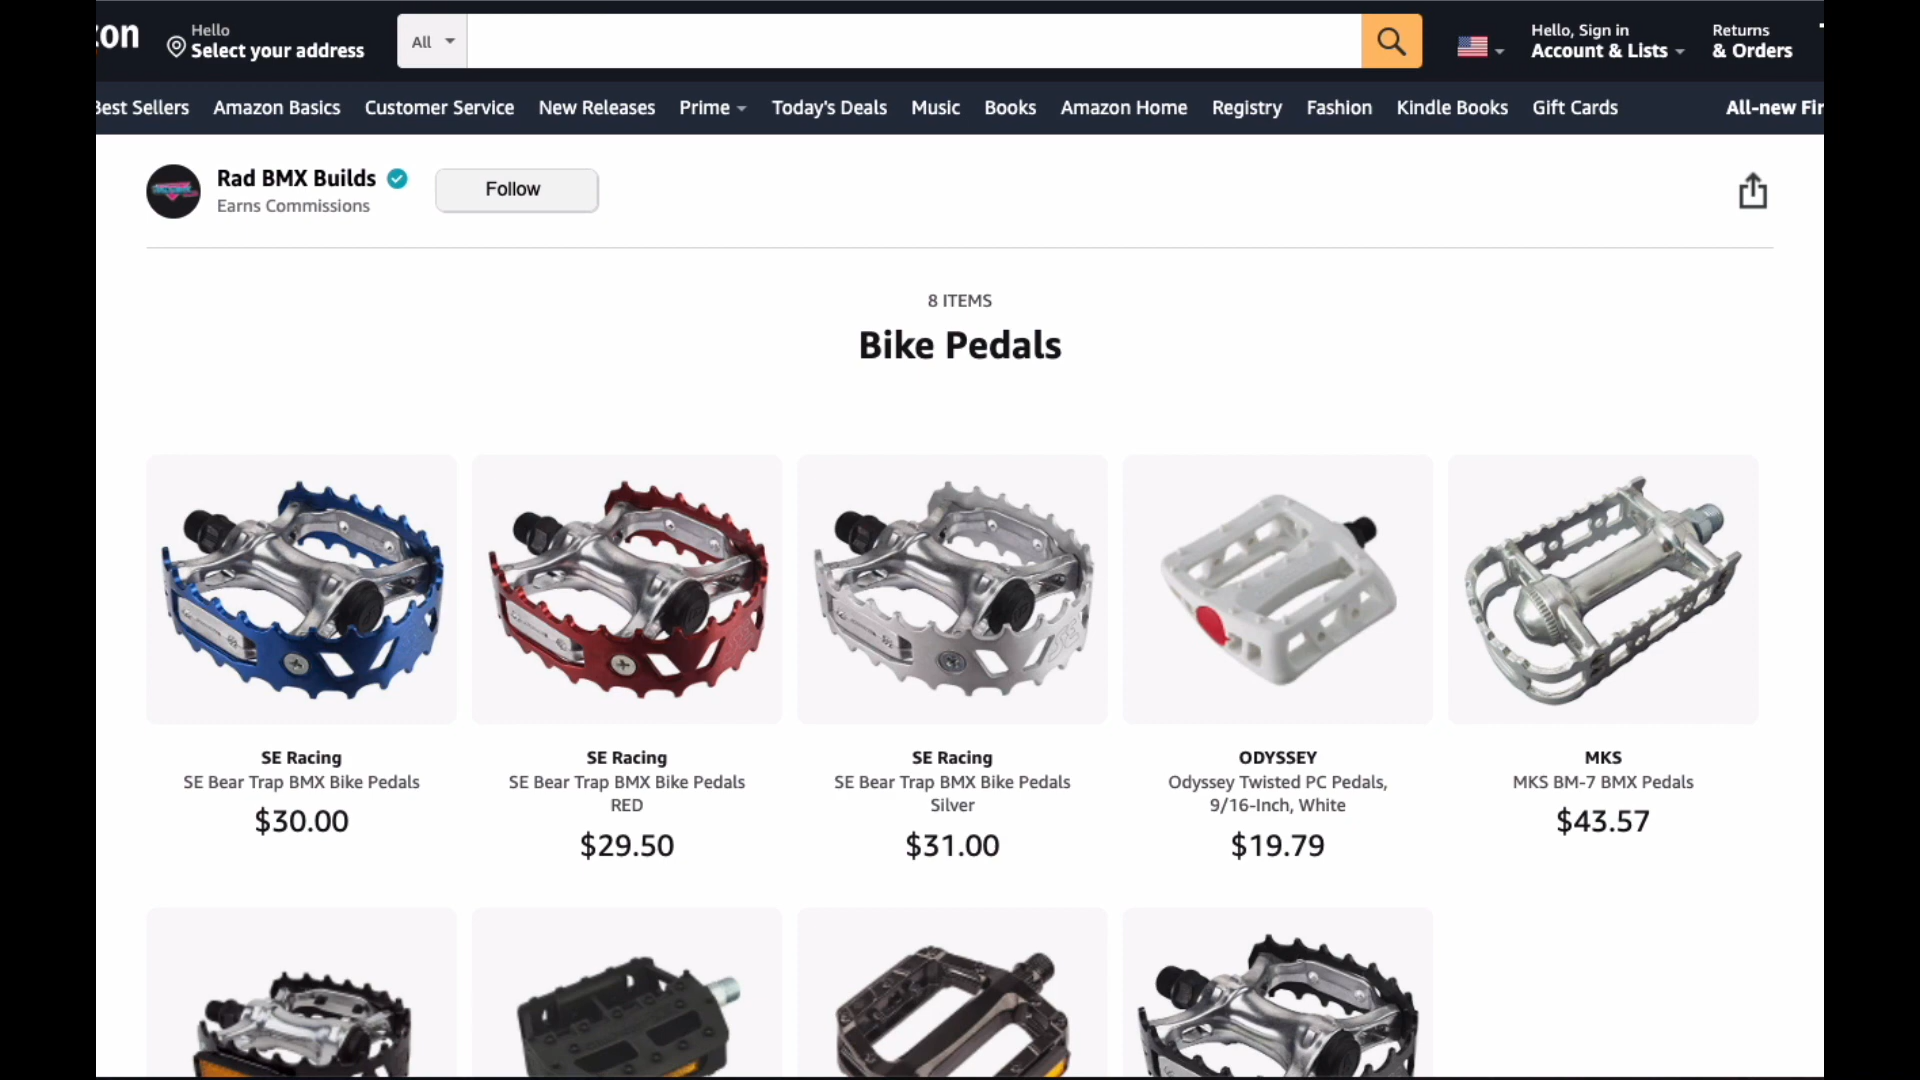 on
Hello
Select your address
All
Hello, Sign in
Account & Lists
Returns
& Orders
Best Sellers
Amazon Basics
Customer Service
New Releases
Prime
Today's Deals
Music
Books
Amazon Home
Registry
Fashion
Kindle Books
Gift Cards
All-new Fir
Rad BMX Builds
Earns Commissions
Follow
8 ITEMS
Bike Pedals
SE Racing
SE Bear Trap BMX Bike Pedals
$30.00
SE Racing
SE Bear Trap BMX Bike Pedals
RED
$29.50
SE Racing
SE Bear Trap BMX Bike Pedals
Silver
$31.00
ODYSSEY
Odyssey Twisted PC Pedals,
9/16-Inch, White
$19.79
MKS
MKS BM-7 BMX Pedals
$43.57